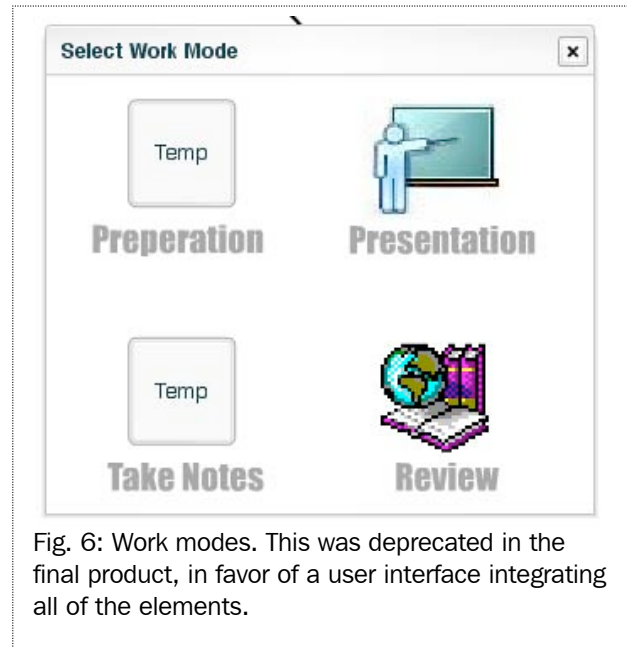 Select Work Mode
Temp
Preperation
Presentation
Temp
Take Notes
Review
Fig. 6: Work modes. This was deprecated in the
final product, in favor of a user interface integrating
all of the elements.